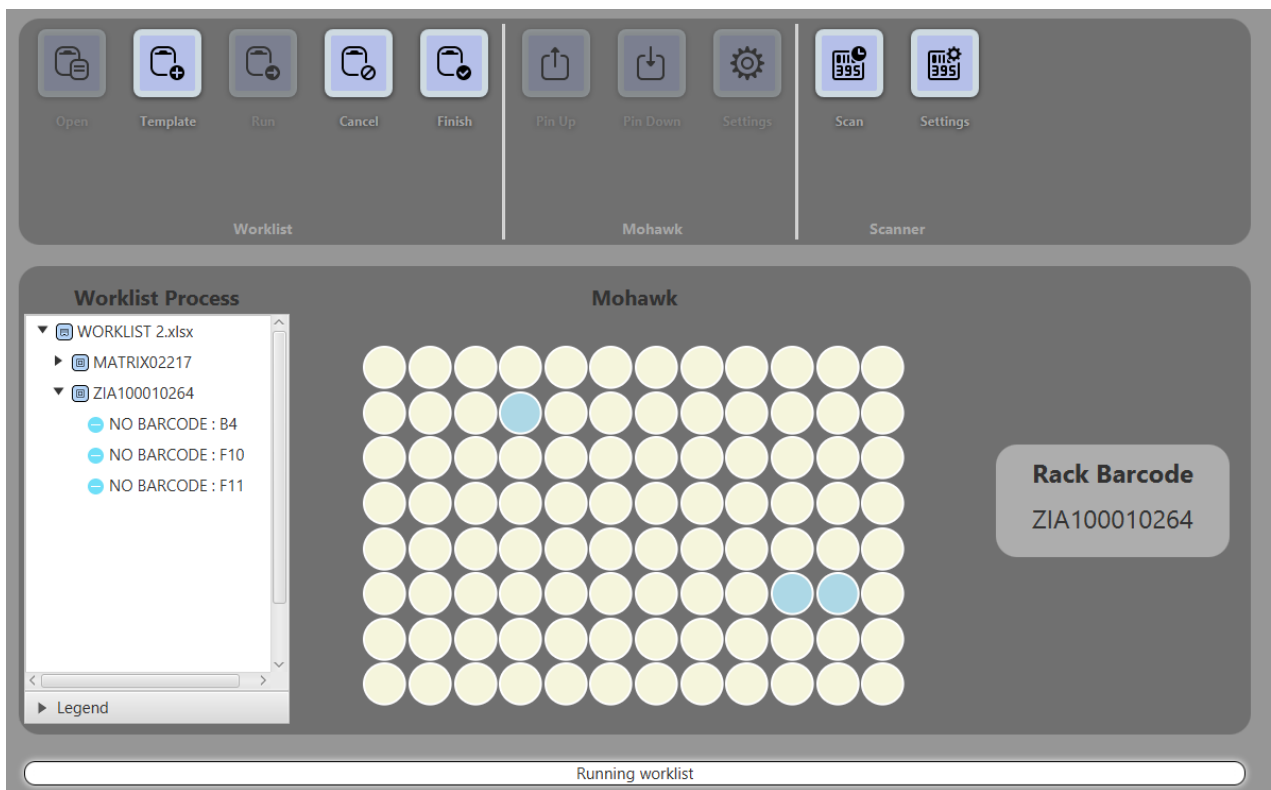 395 395
Open Template Run Cancel Finish Pin Up Pin Down Settings Scan Settings
Worklist Mohawk Scanner
Worklist Process
WORKLIST 2.xlsx
MATRIX02217
ZIA100010264
NO BARCODE : B4
NO BARCODE : F10
NO BARCODE : F11
Legend
Mohawk
Rack Barcode
ZIA100010264
Running worklist